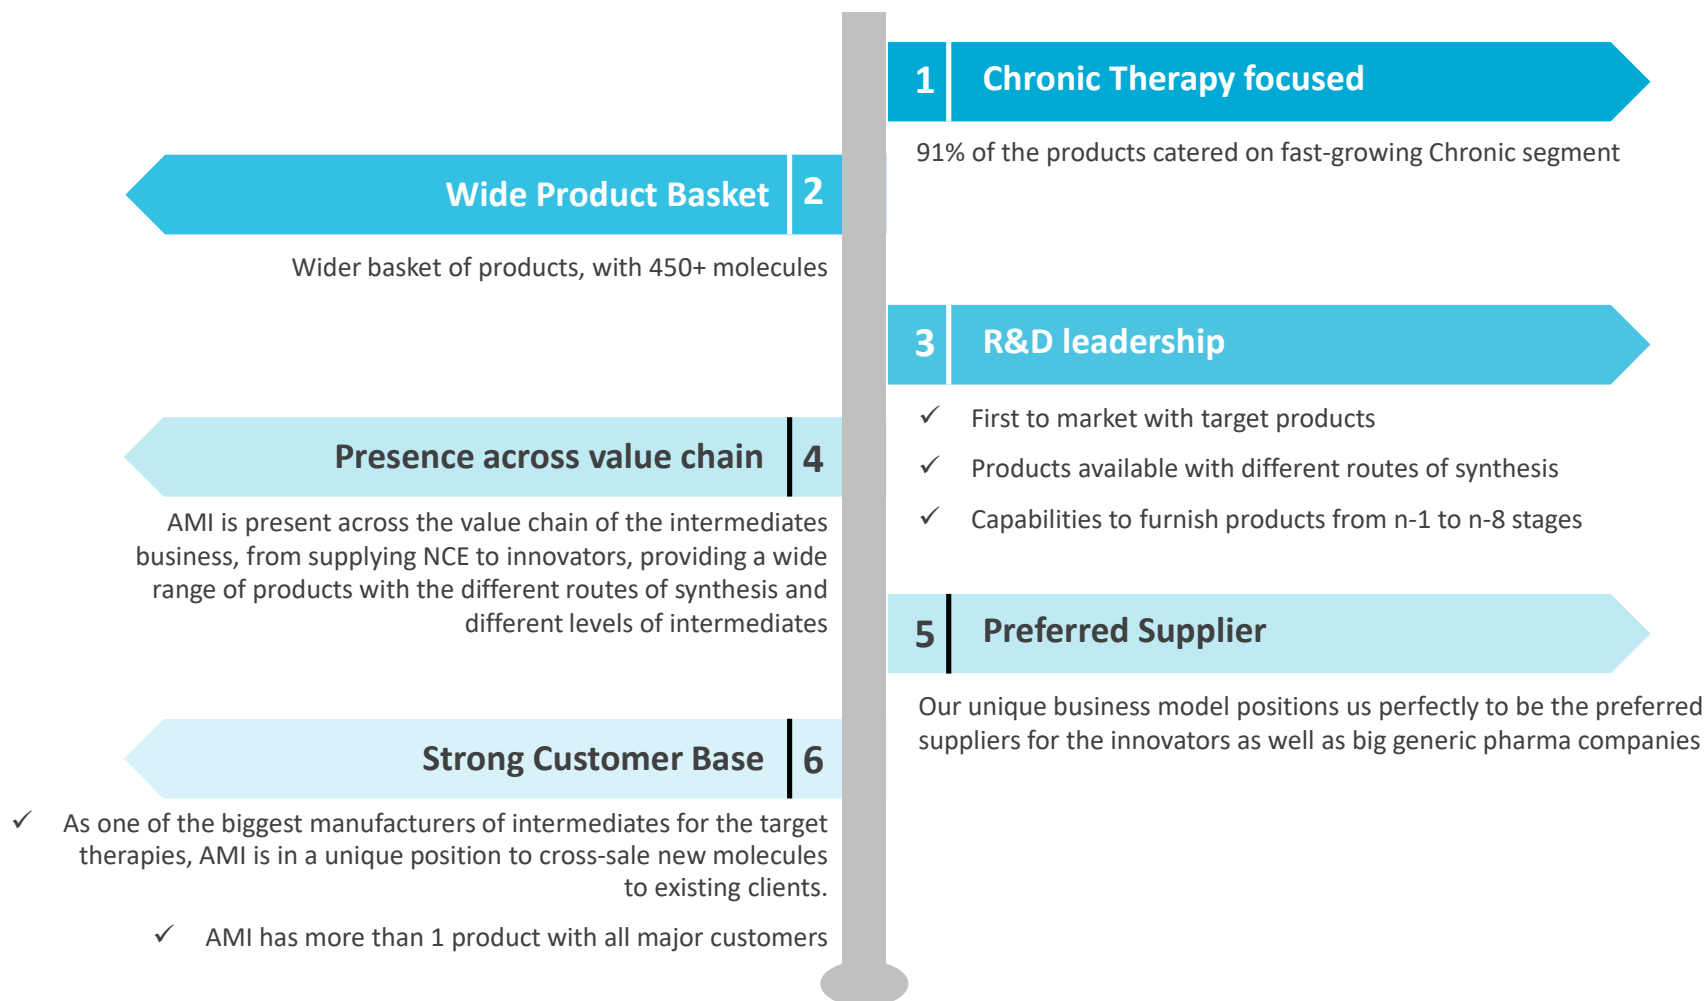 1 Chronic Therapy focused
91% of the products catered on fast-growing Chronic segment
Wide Product Basket 2
Wider basket of products, with 450+ molecules
3 R&D leadership
✓ First to market with target products
✓ Products available with different routes of synthesis
✓ Capabilities to furnish products from n-1 to n-8 stages
Presence across value chain 4
AMI is present across the value chain of the intermediates
business, from supplying NCE to innovators, providing a wide
range of products with the different routes of synthesis and
different levels of intermediates
5 Preferred Supplier
Our unique business model positions us perfectly to be the preferred
suppliers for the innovators as well as big generic pharma companies
Strong Customer Base 6
✓ As one of the biggest manufacturers of intermediates for the target
therapies, AMI is in a unique position to cross-sale new molecules
to existing clients.
✓ AMI has more than 1 product with all major customers